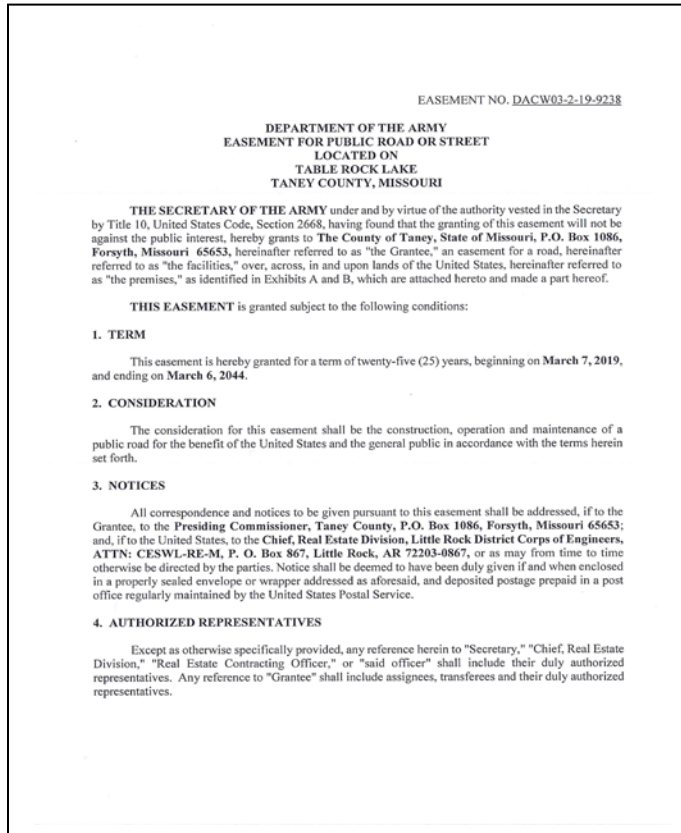 EASEMENT NO. DACW03-2-19-9238
DEPARTMENT OF THE ARMY
EASEMENT FOR PUBLIC ROAD OR STREET
LOCATED ON
TABLE ROCK LAKE
TANEY COUNTY, MISSOURI
THE SECRETARY OF THE ARMY under and by virtue of the authority vested in the Secretary
by Title 10, United States Code, Section 2668, having found that the granting of this easement will not be
against the public interest, hereby grants to The County of Taney, State of Missouri, P.O. Box 1086,
Forsyth, Missouri 65653, hereinafter referred to as "the Grantee," an easement for a road, hereinafter
referred to as "the facilities," over, across, in and upon lands of the United States, hereinafter referred to
as "the premises," as identified in Exhibits A and B, which are attached hereto and made a part hereof.
THIS EASEMENT is granted subject to the following conditions:
1. TERM
This easement is hereby granted for a term of twenty-five (25) years, beginning on March 7, 2019,
and ending on March 6, 2044.
2. CONSIDERATION
The consideration for this easement shall be the construction, operation and maintenance of a
public road for the benefit of the United States and the general public in accordance with the terms herein
set forth.
3. NOTICES
All correspondence and notices to be given pursuant to this easement shall be addressed, if to the
Grantee, to the Presiding Commissioner, Taney County, P.O. Box 1086, Forsyth, Missouri 65653;
and, if to the United States, to the Chief, Real Estate Division, Little Rock District Corps of Engineers,
ATTN: CESWL-RE-M, P. O. Box 867, Little Rock, AR 72203-0867, or as may from time to time
otherwise be directed by the parties. Notice shall be deemed to have been duly given if and when enclosed
in a properly sealed envelope or wrapper addressed as aforesaid, and deposited postage prepaid in a post
office regularly maintained by the United States Postal Service.
4. AUTHORIZED REPRESENTATIVES
Except as otherwise specifically provided, any reference herein to "Secretary," "Chief, Real Estate
Division," "Real Estate Contracting Officer," or "said officer" shall include their duly authorized
representatives. Any reference to "Grantee" shall include assignees, transferees and their duly authorized
representatives.